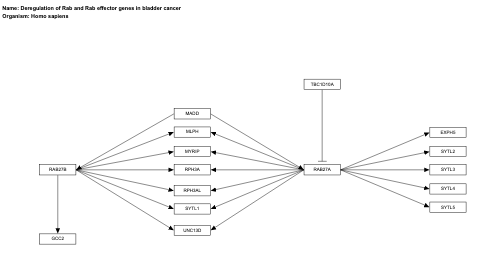 Name: Deregulation of Rab and Rab effector genes in bladder cancer
Organism: Homo sapiens
TBC1D10A
MADD
MLPH
EXPH5
MYRIP
SYTL2
RAB27B
RPH3A
RAB27A
SYTL3
RPH3AL
SYTL4
SYTL1
SYTL5
UNC13D
GCC2